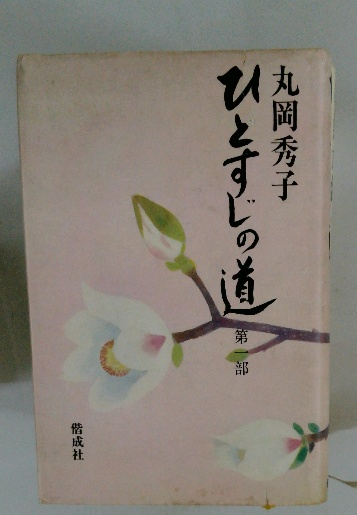 丸岡秀子
ひとすじの道
第一部
偕成社